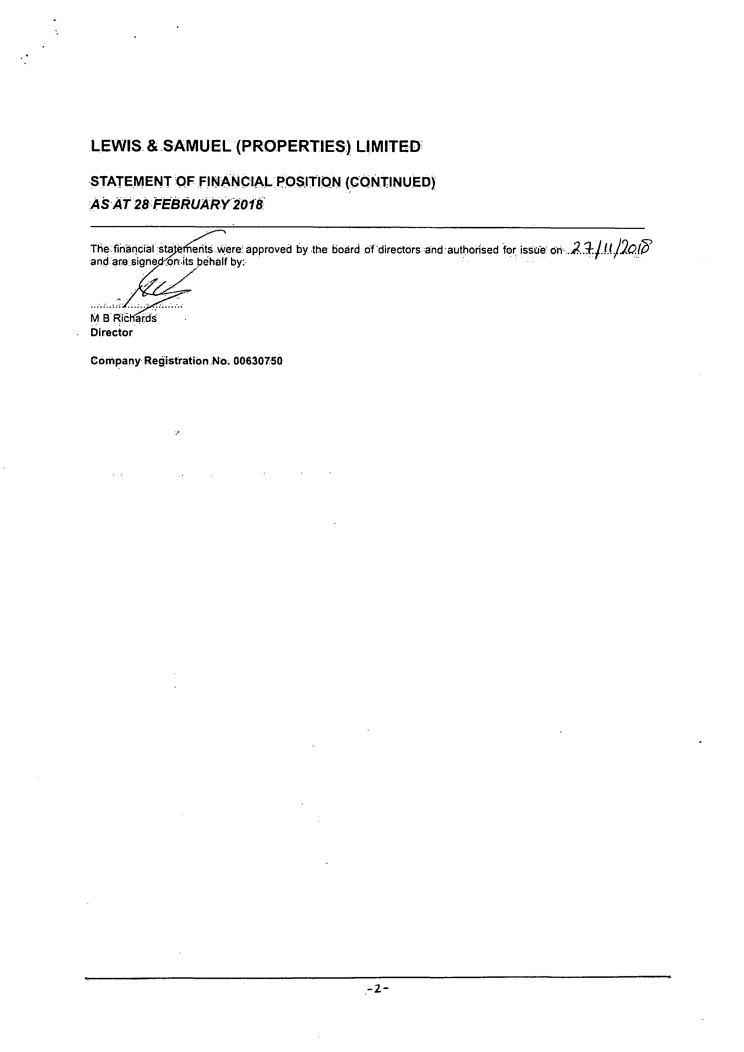 LEWIS & SAMUEL (PROPERTIES) LIMITED
STATEMENT OF FINANCIAL POSITION (CONTINUED)
AS AT 28 FEBRUARY 2018
The financial statements were approved by the board of directors and authorised for issue on 27/11/2018
and are signed on its behalf by:
M B Richards
Director
Company Registration No. 00630750
-2-